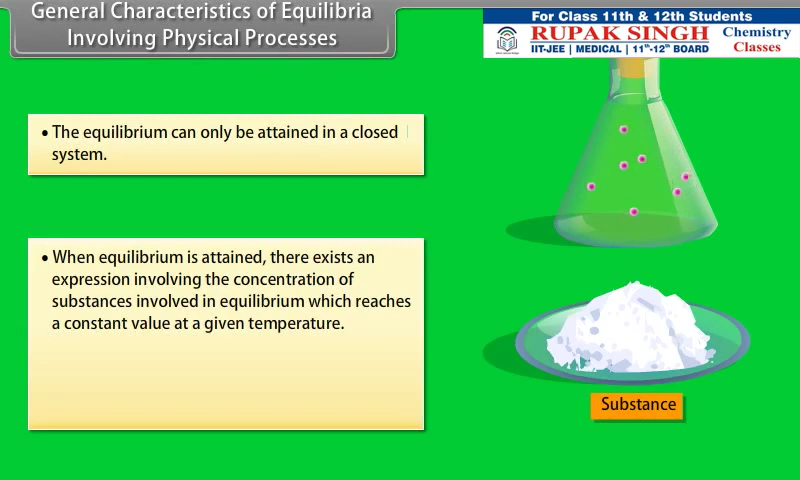 General Characteristics of Equilibria
Involving Physical Processes
For Class 11th & 12th Students
RUPAK SINGH
IIT-JEE | MEDICAL | 11th-12th BOARD
Chemistry
Classes
• The equilibrium can only be attained in a closed
system.
• When equilibrium is attained, there exists an
expression involving the concentration of
substances involved in equilibrium which reaches
a constant value at a given temperature.
Substance